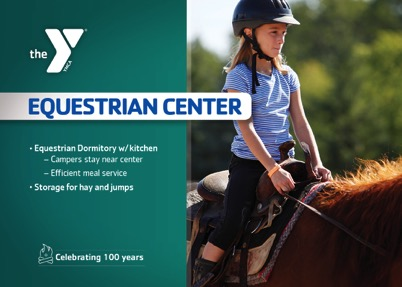 the
YMCA
EQUESTRIAN CENTER
• Equestrian Dormitory w/ kitchen
– Campers stay near center
– Efficient meal service
• Storage for hay and jumps
Celebrating 100 years